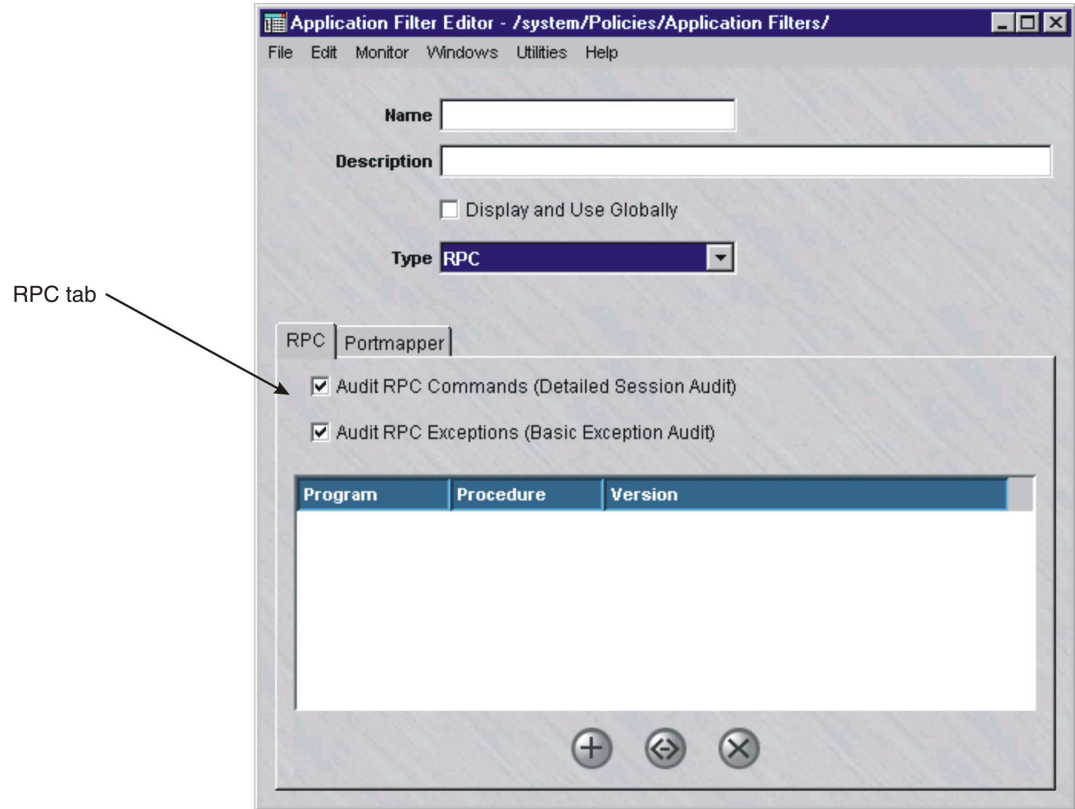 Application Filter Editor - /system/Policies/Application Filters/
File Edit Monitor Windows Utilities Help
Name
Description
Display and Use Globally
Type RPC
RPC tab
RPC Portmapper
Audit RPC Commands (Detailed Session Audit)
Audit RPC Exceptions (Basic Exception Audit)
Program Procedure Version